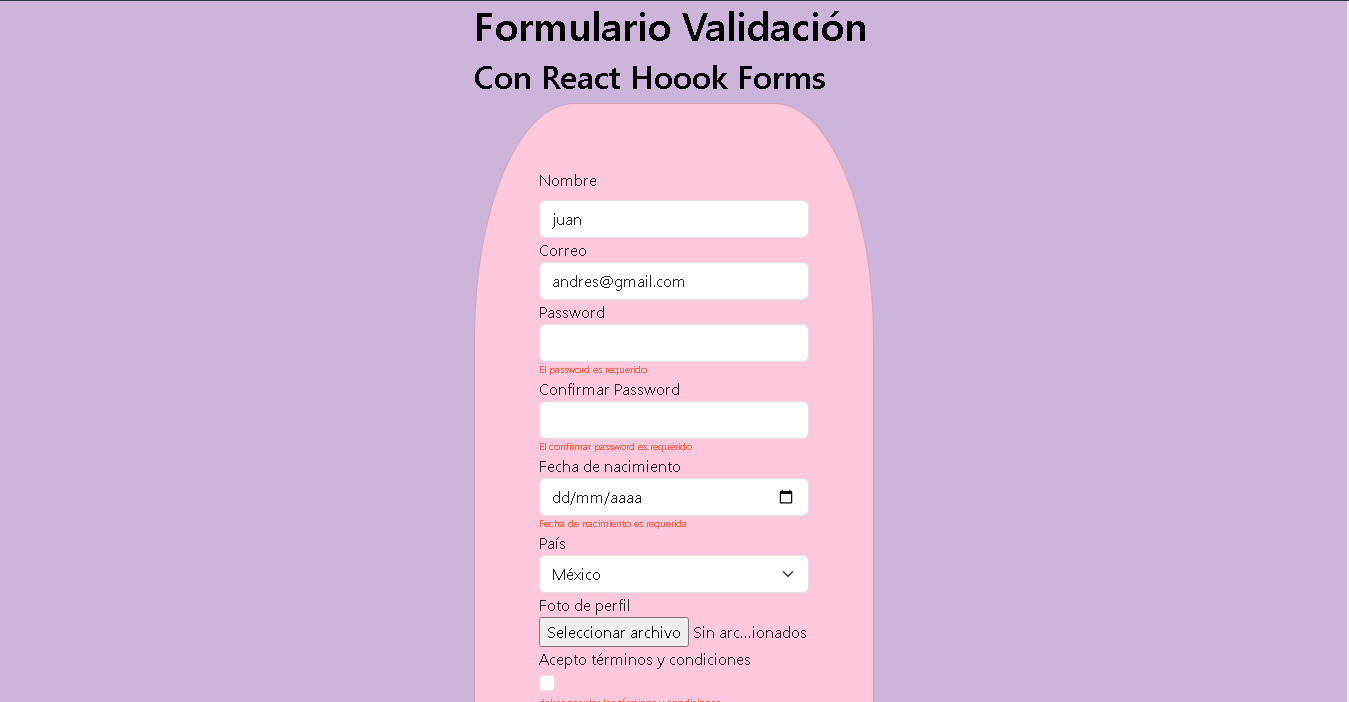 Formulario Validación
Con React Hoook Forms
Nombre
juan
Correo
andres@gmail.com
Password
El password es requerido
Confirmar Password
El confirmar password es requerido
Fecha de nacimiento
dd/mm/aaaa
Fecha de nacimiento es requerida
País
México
Foto de perfil
Seleccionar archivo Sin arc...ionados
Acepto términos y condiciones